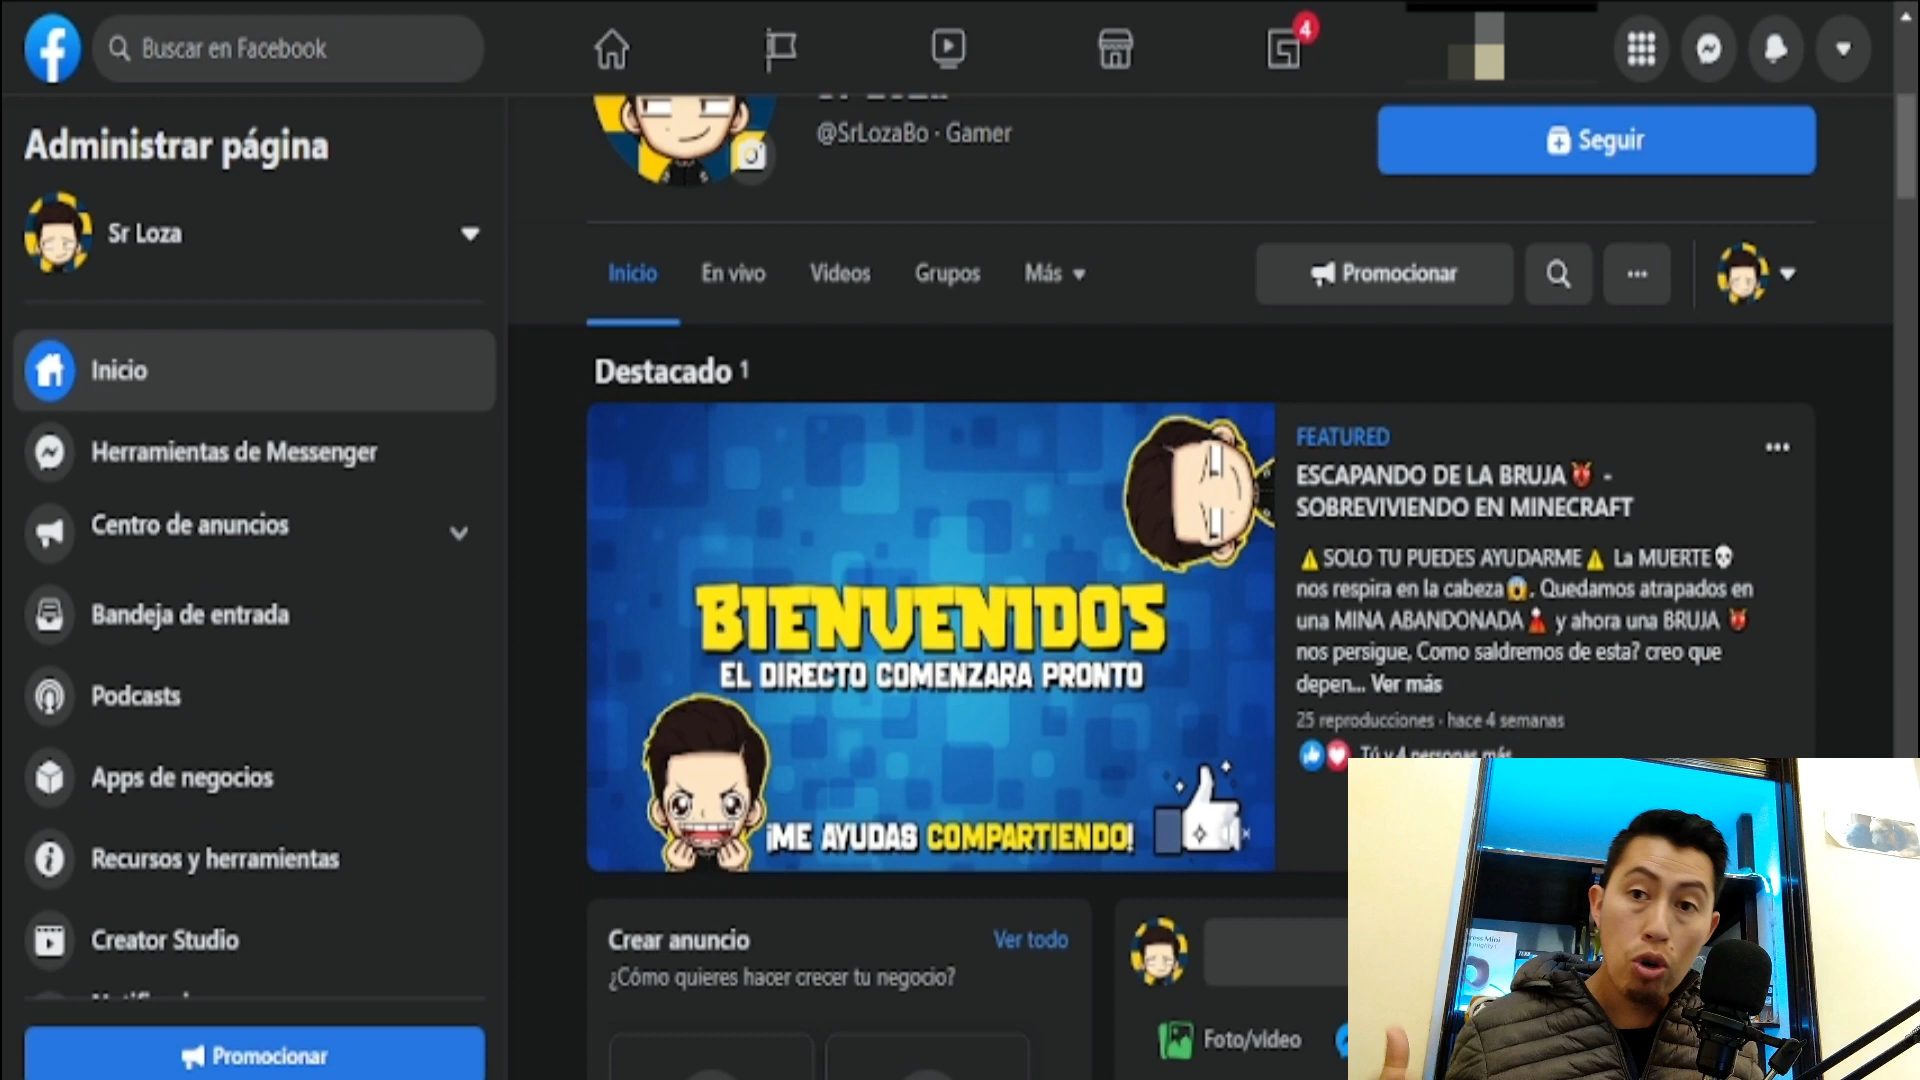 Buscar en Facebook
4
Administrar página
Sr Loza
Inicio
Herramientas de Messenger
Centro de anuncios
Bandeja de entrada
Podcasts
Apps de negocios
Recursos y herramientas
Creator Studio
Promocionar
@SrLozaBo · Gamer
Seguir
Inicio
En vivo
Videos
Grupos
Más
Promocionar
Destacado 1
BIENVENIDOS
EL DIRECTO COMENZARA PRONTO
¡ME AYUDAS COMPARTIENDO!
FEATURED
ESCAPANDO DE LA BRUJA👹 -
SOBREVIVIENDO EN MINECRAFT
⚠️SOLO TU PUEDES AYUDARME⚠️ La MUERTE💀
nos respira en la cabeza😱. Quedamos atrapados en
una MINA ABANDONADA🌋 y ahora una BRUJA 👹
nos persigue, Como saldremos de esta? creo que
depen... Ver más
25 reproducciones · hace 4 semanas
Tú y 4 personas más
Crear anuncio
Ver todo
¿Cómo quieres hacer crecer tu negocio?
Foto/video